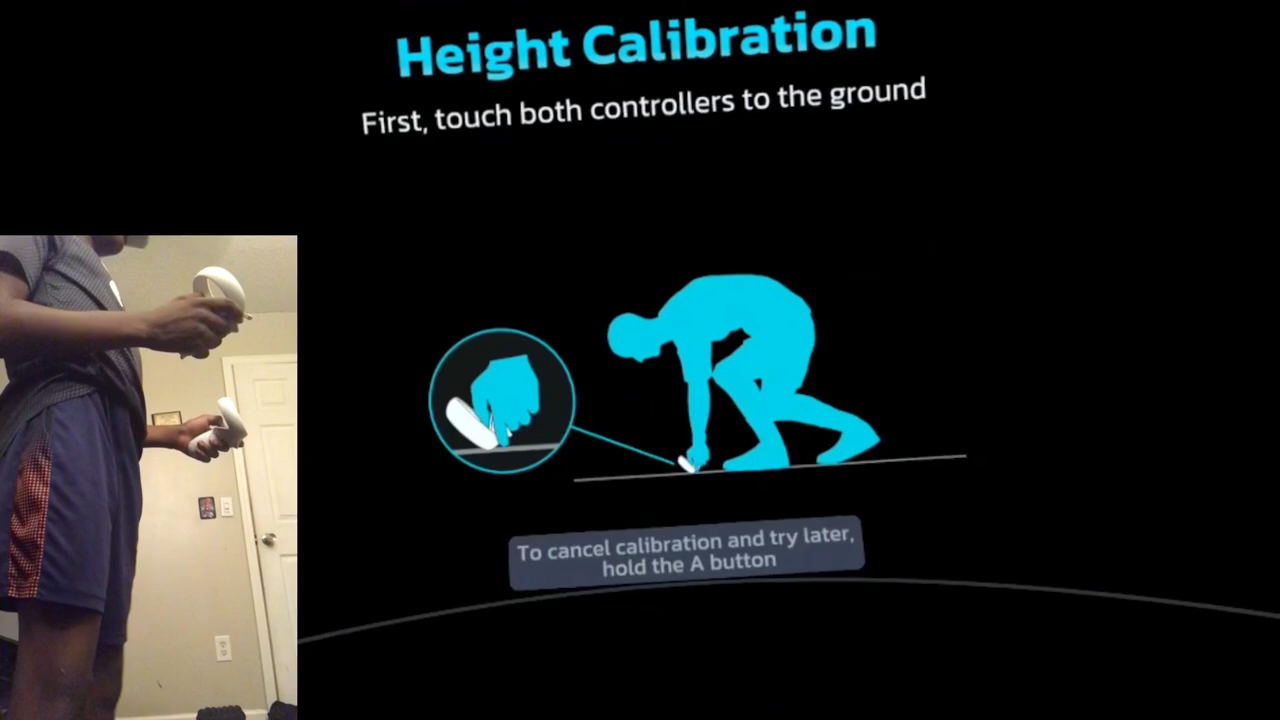 Height Calibration
First, touch both controllers to the ground
To cancel calibration and try later,
hold the A button